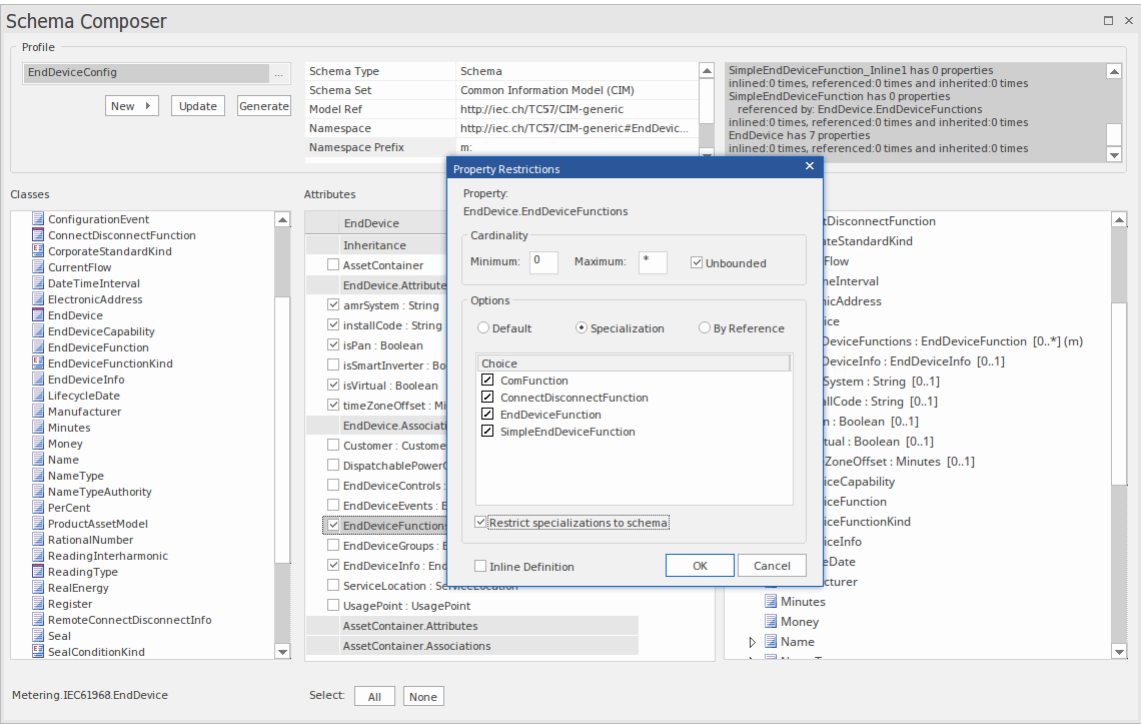 Schema Composer
Profile
EndDeviceConfig
...
New
Update
Generate
Schema Type Schema
Schema Set Common Information Model (CIM)
Model Ref http://iec.ch/TC57/CIM-generic
Namespace http://iec.ch/TC57/CIM-generic#EndDevic...
Namespace Prefix m:
SimpleEndDeviceFunction_Inline1 has 0 properties
inlined:0 times, referenced:0 times and inherited:0 times
SimpleEndDeviceFunction has 0 properties
referenced by: EndDevice.EndDeviceFunctions
inlined:0 times, referenced:0 times and inherited:0 times
EndDevice has 7 properties
inlined:0 times, referenced:0 times and inherited:0 times
Classes
ConfigurationEvent
ConnectDisconnectFunction
CorporateStandardKind
CurrentFlow
DateTimeInterval
ElectronicAddress
EndDevice
EndDeviceCapability
EndDeviceFunction
EndDeviceFunctionKind
EndDeviceInfo
LifecycleDate
Manufacturer
Minutes
Money
Name
NameType
NameTypeAuthority
PerCent
ProductAssetModel
RationalNumber
ReadingInterharmonic
ReadingType
RealEnergy
Register
RemoteConnectDisconnectInfo
Seal
SealConditionKind
Attributes
EndDevice
Inheritance
AssetContainer
EndDevice.Attribute
amrSystem : String
installCode : String
isPan : Boolean
isSmartInverter : Bo
isVirtual : Boolean
timeZoneOffset : Mi
EndDevice.Associati
Customer : Custome
DispatchablePowerC
EndDeviceControls :
EndDeviceEvents : E
EndDeviceFunctions
EndDeviceGroups : E
EndDeviceInfo : End
ServiceLocation : ServiceLocation
UsagePoint : UsagePoint
AssetContainer.Attributes
AssetContainer.Associations
Property Restrictions
Property:
EndDevice.EndDeviceFunctions
Cardinality
Minimum: 0 Maximum: * Unbounded
Options
Default Specialization By Reference
Choice
ComFunction
ConnectDisconnectFunction
EndDeviceFunction
SimpleEndDeviceFunction
Restrict specializations to schema
Inline Definition
OK
Cancel
tDisconnectFunction
ateStandardKind
Flow
neInterval
nicAddress
ice
DeviceFunctions : EndDeviceFunction [0..*] (m)
DeviceInfo : EndDeviceInfo [0..1]
System : String [0..1]
llCode : String [0..1]
n : Boolean [0..1]
tual : Boolean [0..1]
ZoneOffset : Minutes [0..1]
iceCapability
iceFunction
iceFunctionKind
iceInfo
eDate
cturer
Minutes
Money
Name
Metering.IEC61968.EndDevice
Select: All None